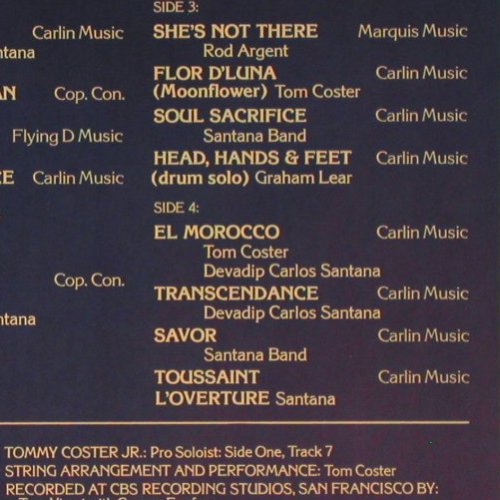 Carlin Music
ntana
AN Cop. Con.
Flying D Music
CE Carlin Music
Cop. Con.
ntana
SIDE 3:
SHE'S NOT THERE Marquis Music
Rod Argent
FLOR D'LUNA Carlin Music
(Moonflower) Tom Coster
SOUL SACRIFICE Carlin Music
Santana Band
HEAD, HANDS & FEET Carlin Music
(drum solo) Graham Lear
SIDE 4:
EL MOROCCO Carlin Music
Tom Coster
Devadip Carlos Santana
TRANSCENDANCE Carlin Music
Devadip Carlos Santana
SAVOR Carlin Music
Santana Band
TOUSSAINT Carlin Music
L'OVERTURE Santana
TOMMY COSTER JR.: Pro Soloist: Side One, Track 7
STRING ARRANGEMENT AND PERFORMANCE: Tom Coster
RECORDED AT CBS RECORDING STUDIOS, SAN FRANCISCO BY: